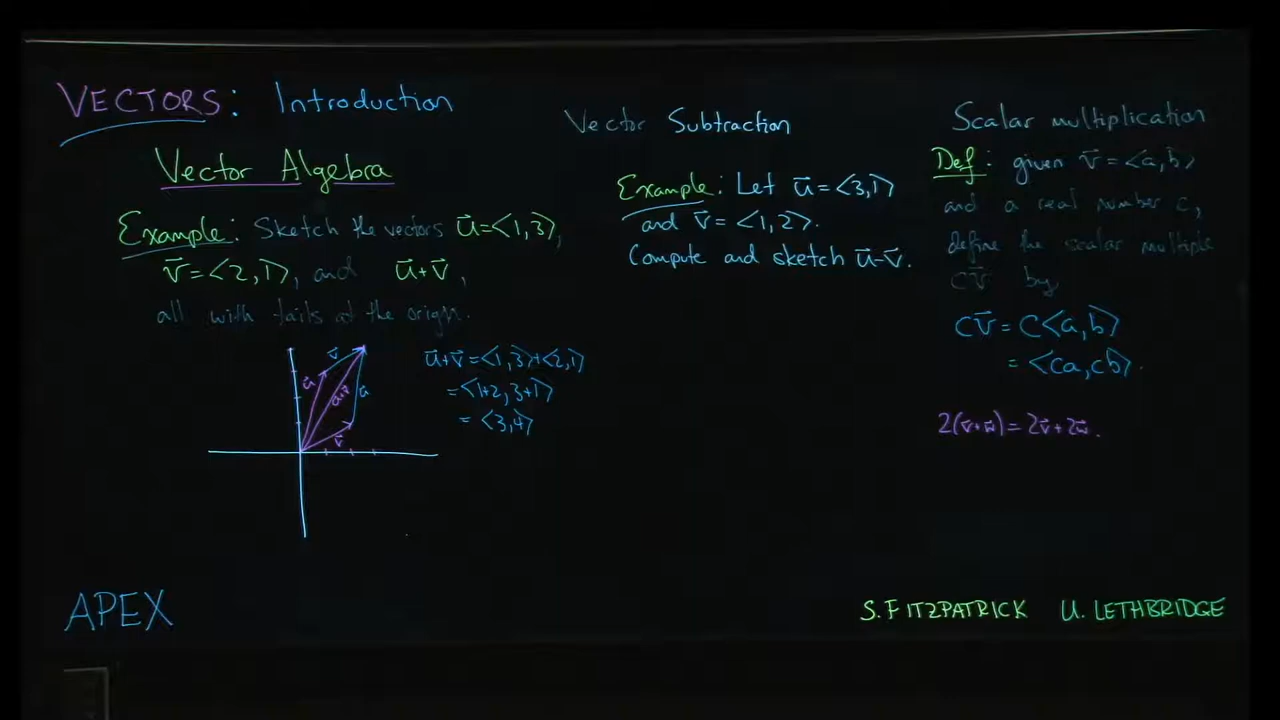 VECTORS: Introduction
Vector Algebra
Example: Sketch the vectors u⃗=<1,3>,
v⃗=<2,1>, and u⃗+v⃗,
all with tails at the origin.
v⃗
u⃗
u⃗+v⃗
u⃗
v⃗
u⃗+v⃗=<1,3>+<2,1>
=<1+2,3+1>
=<3,4>
Vector Subtraction
Example: Let u⃗=<3,1>
and v⃗=<1,2>.
Compute and sketch u⃗-v⃗.
Scalar multiplication
Def: given v⃗=<a,b>
and a real number c,
define the scalar multiple
cv⃗ by
cv⃗=c<a,b>
=<ca,cb>.
2(v⃗+w⃗)=2v⃗+2w⃗.
APEX
S.FITZPATRICK U. LETHBRIDGE